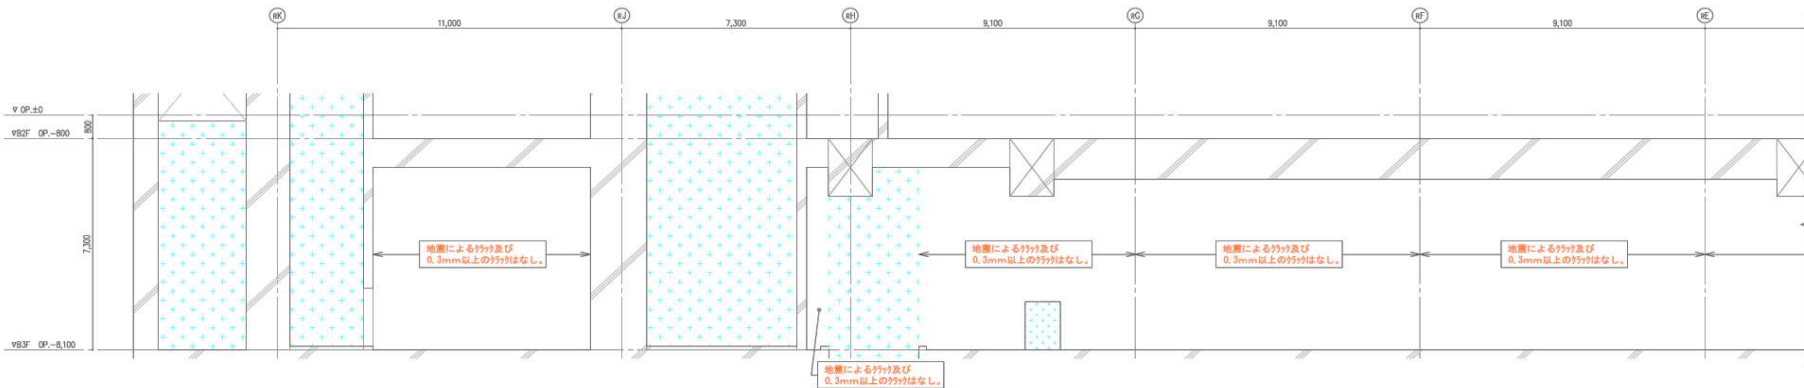 RK
RJ
RH
RG
RF
RE
11,000
7,300
9,100
9,100
9,100
▽ OP.±0
800
▽B2F OP.-800
7,300
地震によるクラック及び
0.3mm以上のクラックはなし。
地震によるクラック及び
0.3mm以上のクラックはなし。
地震によるクラック及び
0.3mm以上のクラックはなし。
地震によるクラック及び
0.3mm以上のクラックはなし。
▽B3F OP.-8,100
地震によるクラック及び
0.3mm以上のクラックはなし。